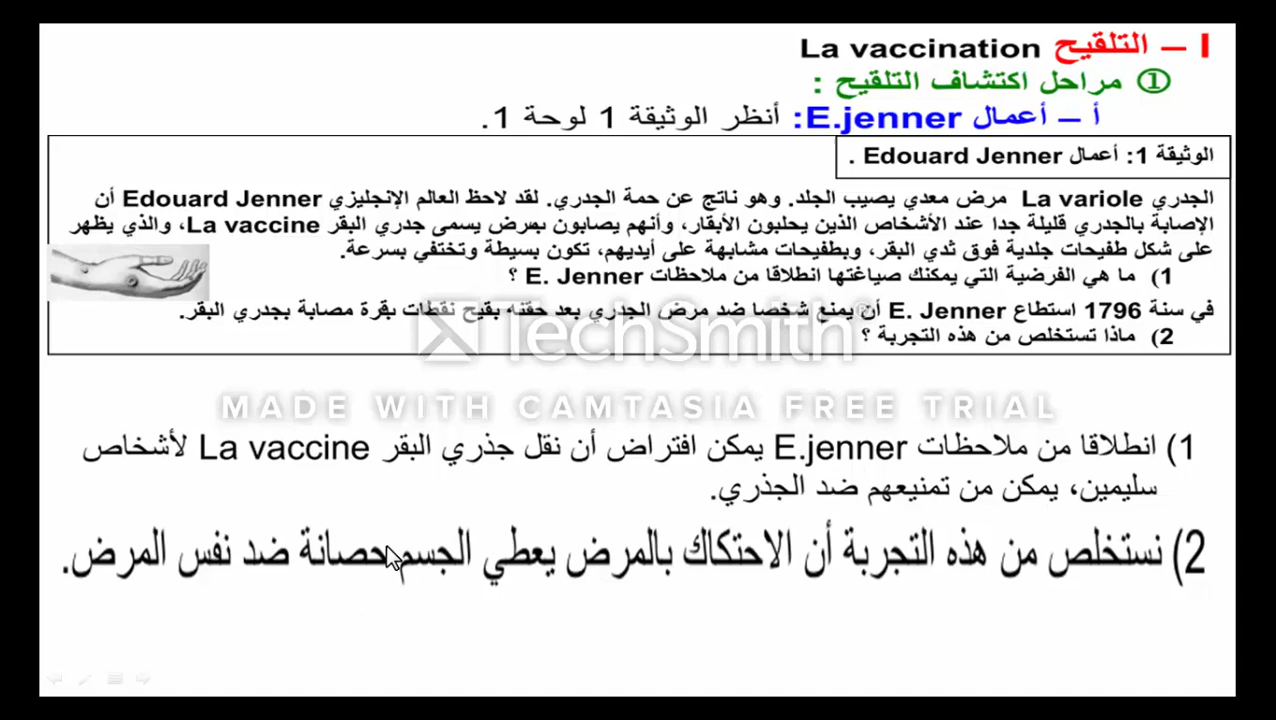 I – التلقيح La vaccination
① مراحل اكتشاف التلقيح :
أ – أعمال E.jenner: أنظر الوثيقة 1 لوحة 1.
الوثيقة 1: أعمال Edouard Jenner .
الجدري La variole مرض معدي يصيب الجلد. وهو ناتج عن حمة الجدري. لقد لاحظ العالم الإنجليزي Edouard Jenner أن
الإصابة بالجدري قليلة جدا عند الأشخاص الذين يحلبون الأبقار، وأنهم يصابون بمرض يسمى جدري البقر La vaccine، والذي يظهر
على شكل طفيحات جلدية فوق ثدي البقر، وبطفيحات مشابهة على أيديهم، تكون بسيطة وتختفي بسرعة.
1) ما هي الفرضية التي يمكنك صياغتها انطلاقا من ملاحظات E. Jenner ؟
في سنة 1796 استطاع E. Jenner أن يمنع شخصا ضد مرض الجدري بعد حقنه بقيح نقطات بقرة مصابة بجدري البقر.
2) ماذا تستخلص من هذه التجربة ؟
TechSmith
MADE WITH CAMTASIA FREE TRIAL
1) انطلاقا من ملاحظات E.jenner يمكن افتراض أن نقل جذري البقر La vaccine لأشخاص
سليمين، يمكن من تمنيعهم ضد الجذري.
2) نستخلص من هذه التجربة أن الاحتكاك بالمرض يعطي الجسم حصانة ضد نفس المرض.